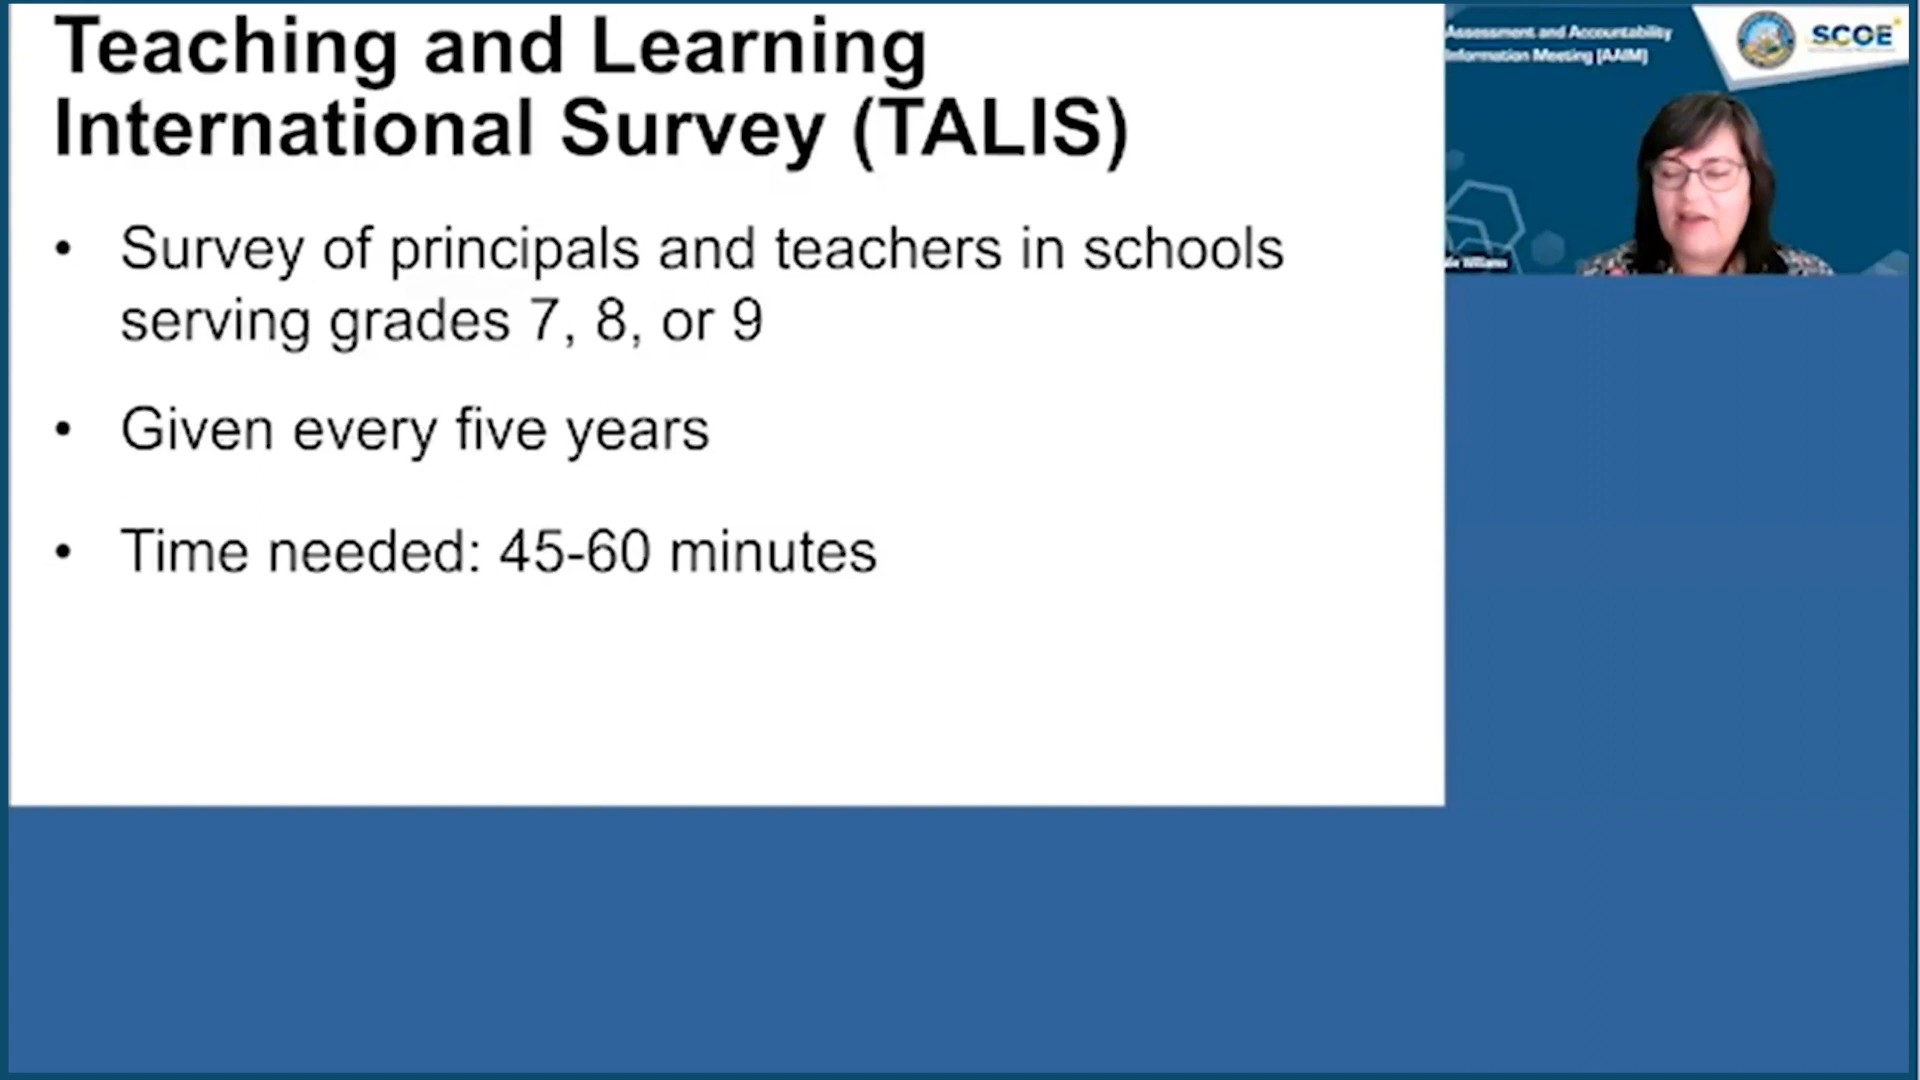 Teaching and Learning
International Survey (TALIS)
• Survey of principals and teachers in schools
serving grades 7, 8, or 9
• Given every five years
• Time needed: 45-60 minutes
Assessment and Accountability
Information Meeting (AAIM)
SCOE
Williams